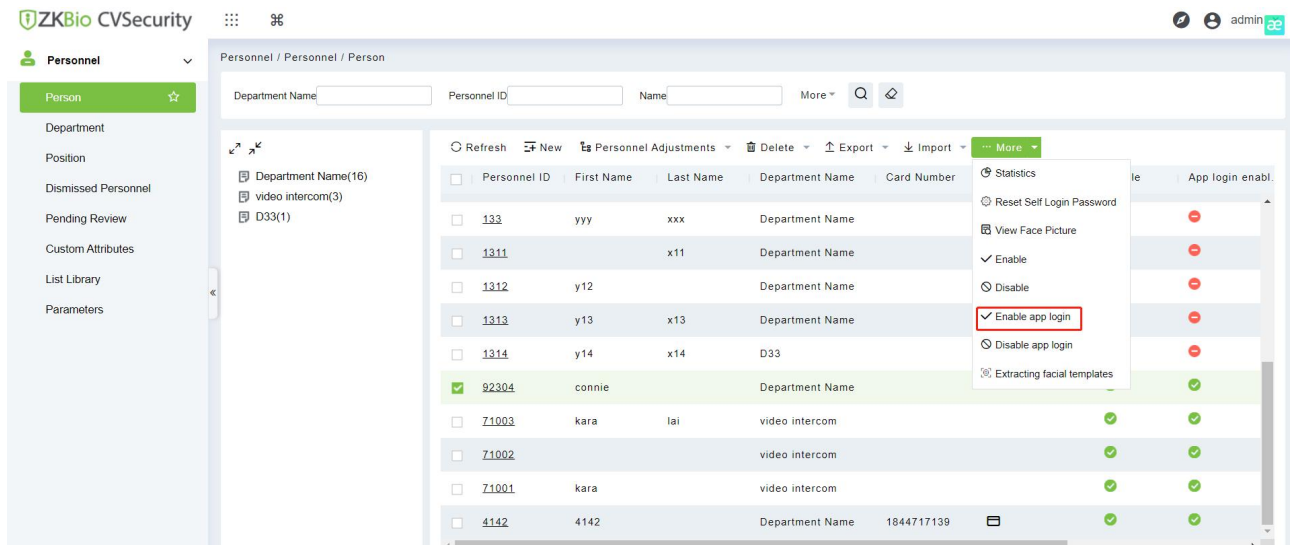 ZKBio CVSecurity
admin
Personnel
Personnel / Personnel / Person
Person
Department
Position
Dismissed Personnel
Pending Review
Custom Attributes
List Library
Parameters
Department Name Personnel ID Name More
Department Name(16)
video intercom(3)
D33(1)
Refresh New Personnel Adjustments Delete Export Import ··· More
Statistics
Reset Self Login Password
View Face Picture
Enable
Disable
Enable app login
Disable app login
Extracting facial templates
Personnel ID First Name Last Name Department Name Card Number le App login enabl.
133 yyy xxx Department Name
1311 x11 Department Name
1312 y12 Department Name
1313 y13 x13 Department Name
1314 y14 x14 D33
92304 connie Department Name
71003 kara lai video intercom
71002 video intercom
71001 kara video intercom
4142 4142 Department Name 1844717139